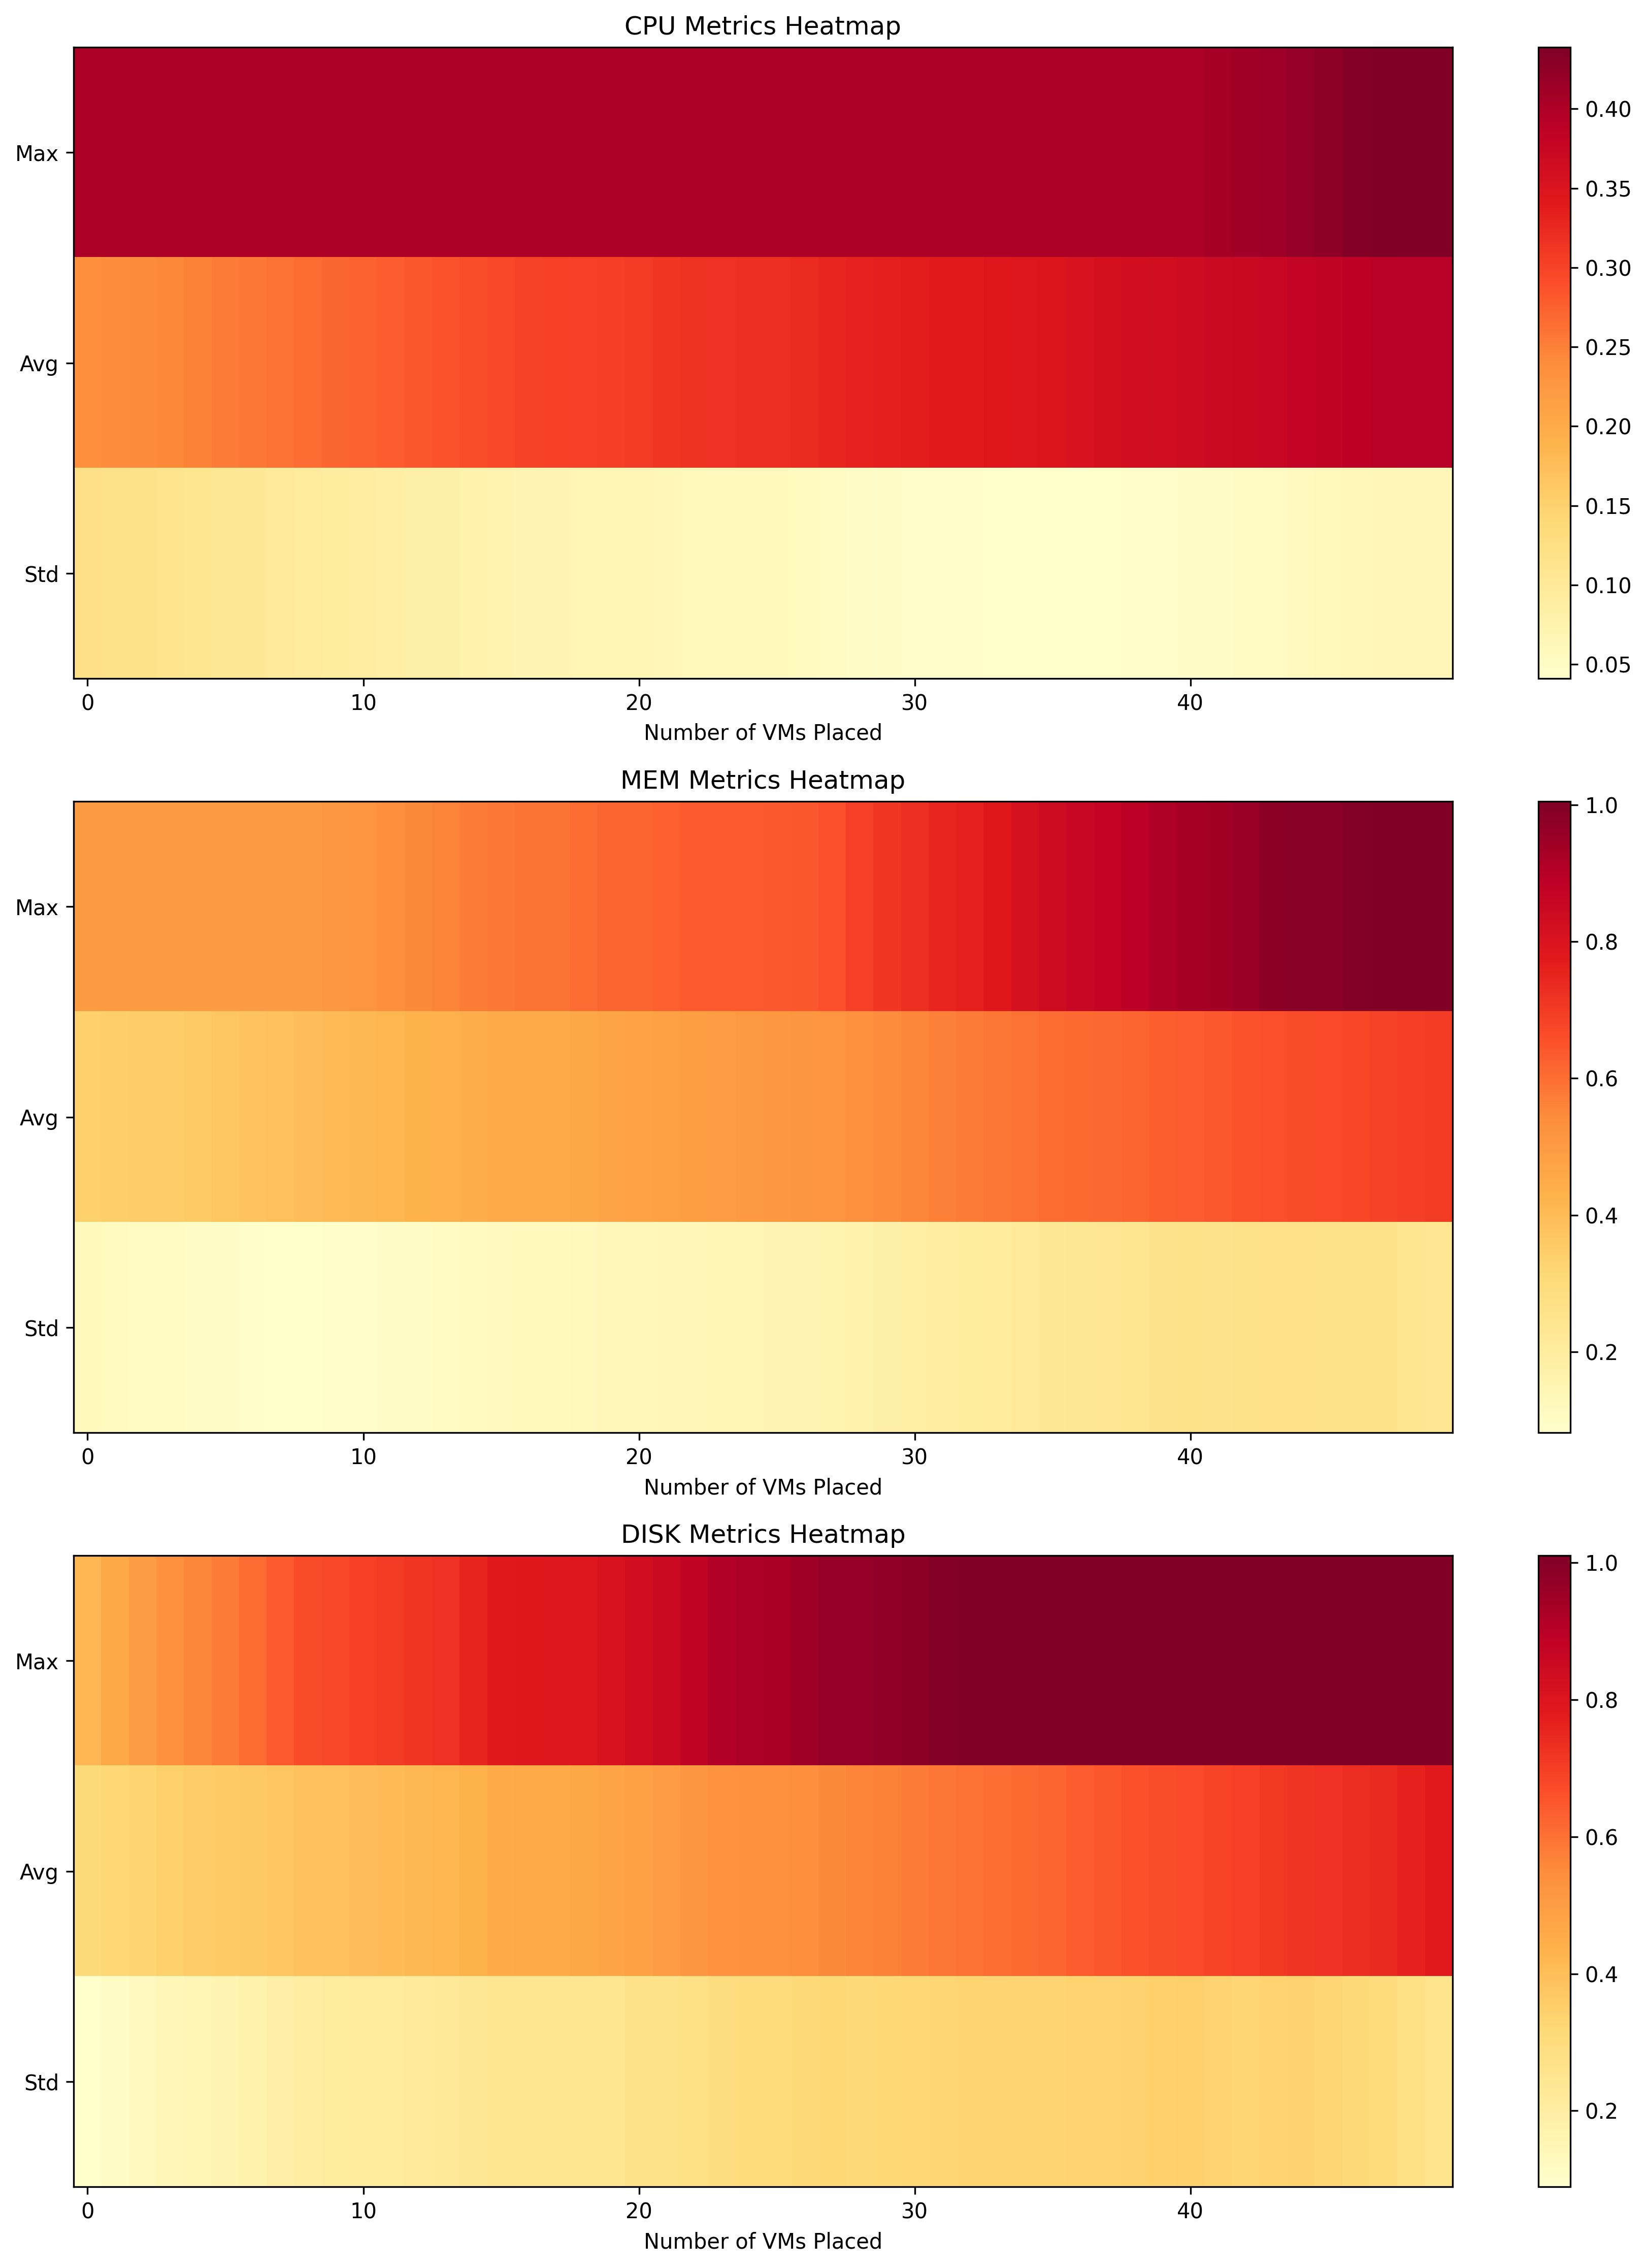 CPU Metrics Heatmap
Max
Avg
Std
0 10 20 30 40
Number of VMs Placed
0.40
0.35
0.30
0.25
0.20
0.15
0.10
0.05
MEM Metrics Heatmap
Max
Avg
Std
0 10 20 30 40
Number of VMs Placed
1.0
0.8
0.6
0.4
0.2
DISK Metrics Heatmap
Max
Avg
Std
0 10 20 30 40
Number of VMs Placed
1.0
0.8
0.6
0.4
0.2